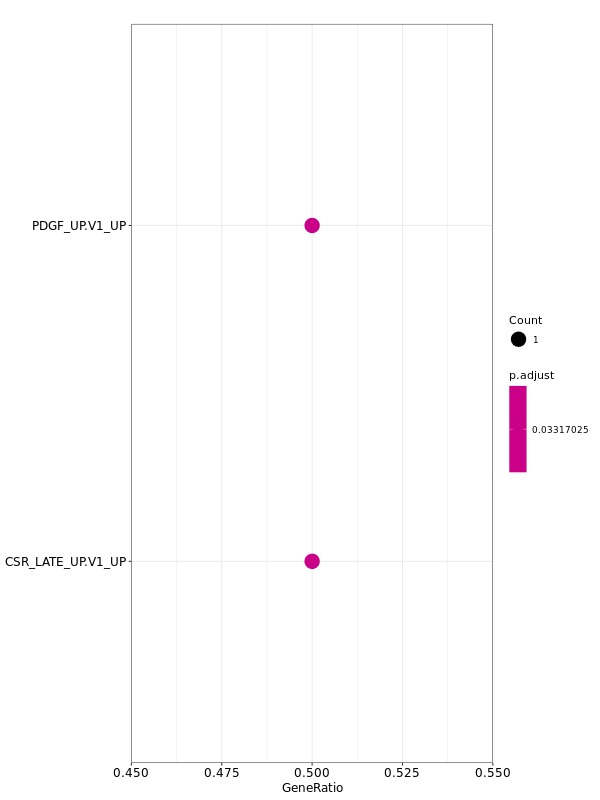 PDGF_UP.V1_UP
CSR_LATE_UP.V1_UP
0.450 0.475 0.500 0.525 0.550
GeneRatio
Count
1
p.adjust
0.03317025